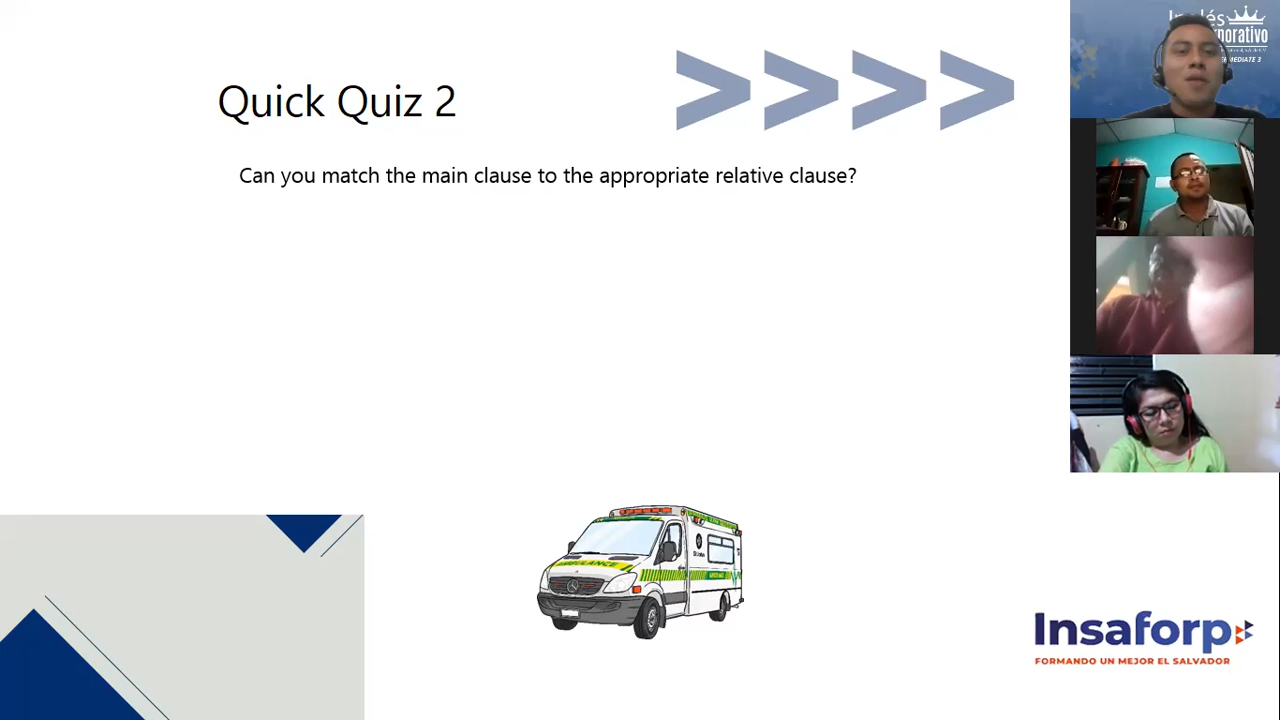 Quick Quiz 2
Can you match the main clause to the appropriate relative clause?
AMBULANCE
Insaforp
FORMANDO UN MEJOR EL SALVADOR